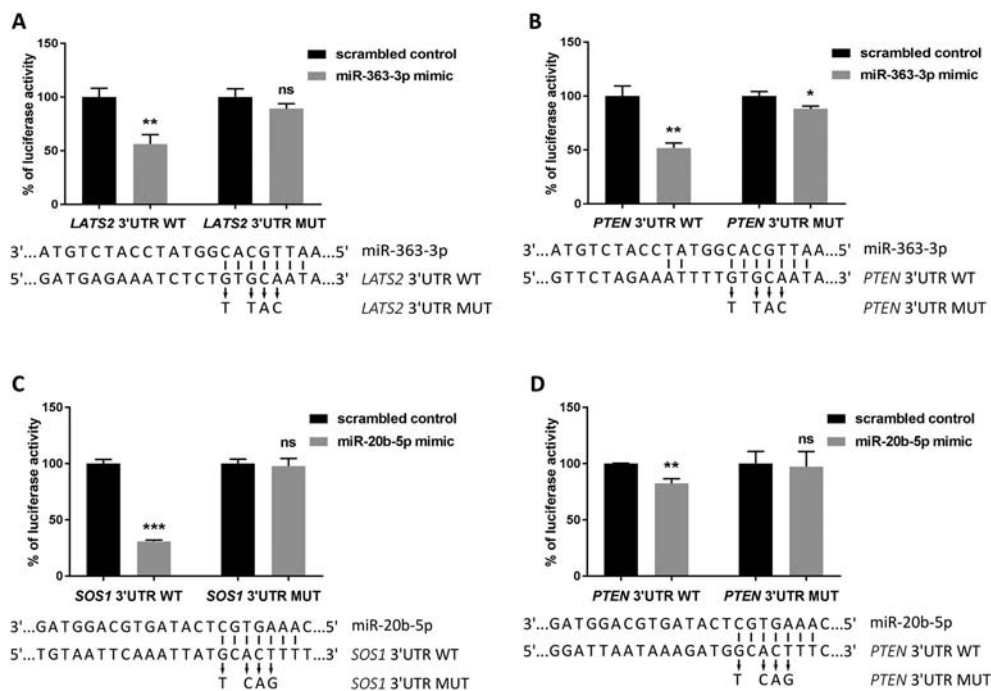 A
150
100
50
0
% of luciferase activity
scrambled control
miR-363-3p mimic
**
ns
LATS2 3'UTR WT LATS2 3'UTR MUT
3'...ATGTCTACCTATGGCACGTTAA...5' miR-363-3p
5'...GATGAGAAATCTCTGTGCAATA...3' LATS2 3'UTR WT
T TAC LATS2 3'UTR MUT
B
150
100
50
0
% of luciferase activity
scrambled control
miR-363-3p mimic
**
*
PTEN 3'UTR WT PTEN 3'UTR MUT
3'...ATGTCTACCTATGGCACGTTAA...5' miR-363-3p
5'...GTTCTAGAAATTTTGTGCAATA...3' PTEN 3'UTR WT
T TAC PTEN 3'UTR MUT
C
150
100
50
0
% of luciferase activity
scrambled control
miR-20b-5p mimic
***
ns
SOS1 3'UTR WT SOS1 3'UTR MUT
3'...GATGGACGTGATACTCGTGAAAC...5' miR-20b-5p
5'...TGTAATTCAAATTATGCACTTTT...3' SOS1 3'UTR WT
T CAG SOS1 3'UTR MUT
D
150
100
50
0
% of luciferase activity
scrambled control
miR-20b-5p mimic
**
ns
PTEN 3'UTR WT PTEN 3'UTR MUT
3'...GATGGACGTGATACTCGTGAAAC...5' miR-20b-5p
5'...GGATTAATAAAGATGGCACTTTC...3' PTEN 3'UTR WT
T CAG PTEN 3'UTR MUT